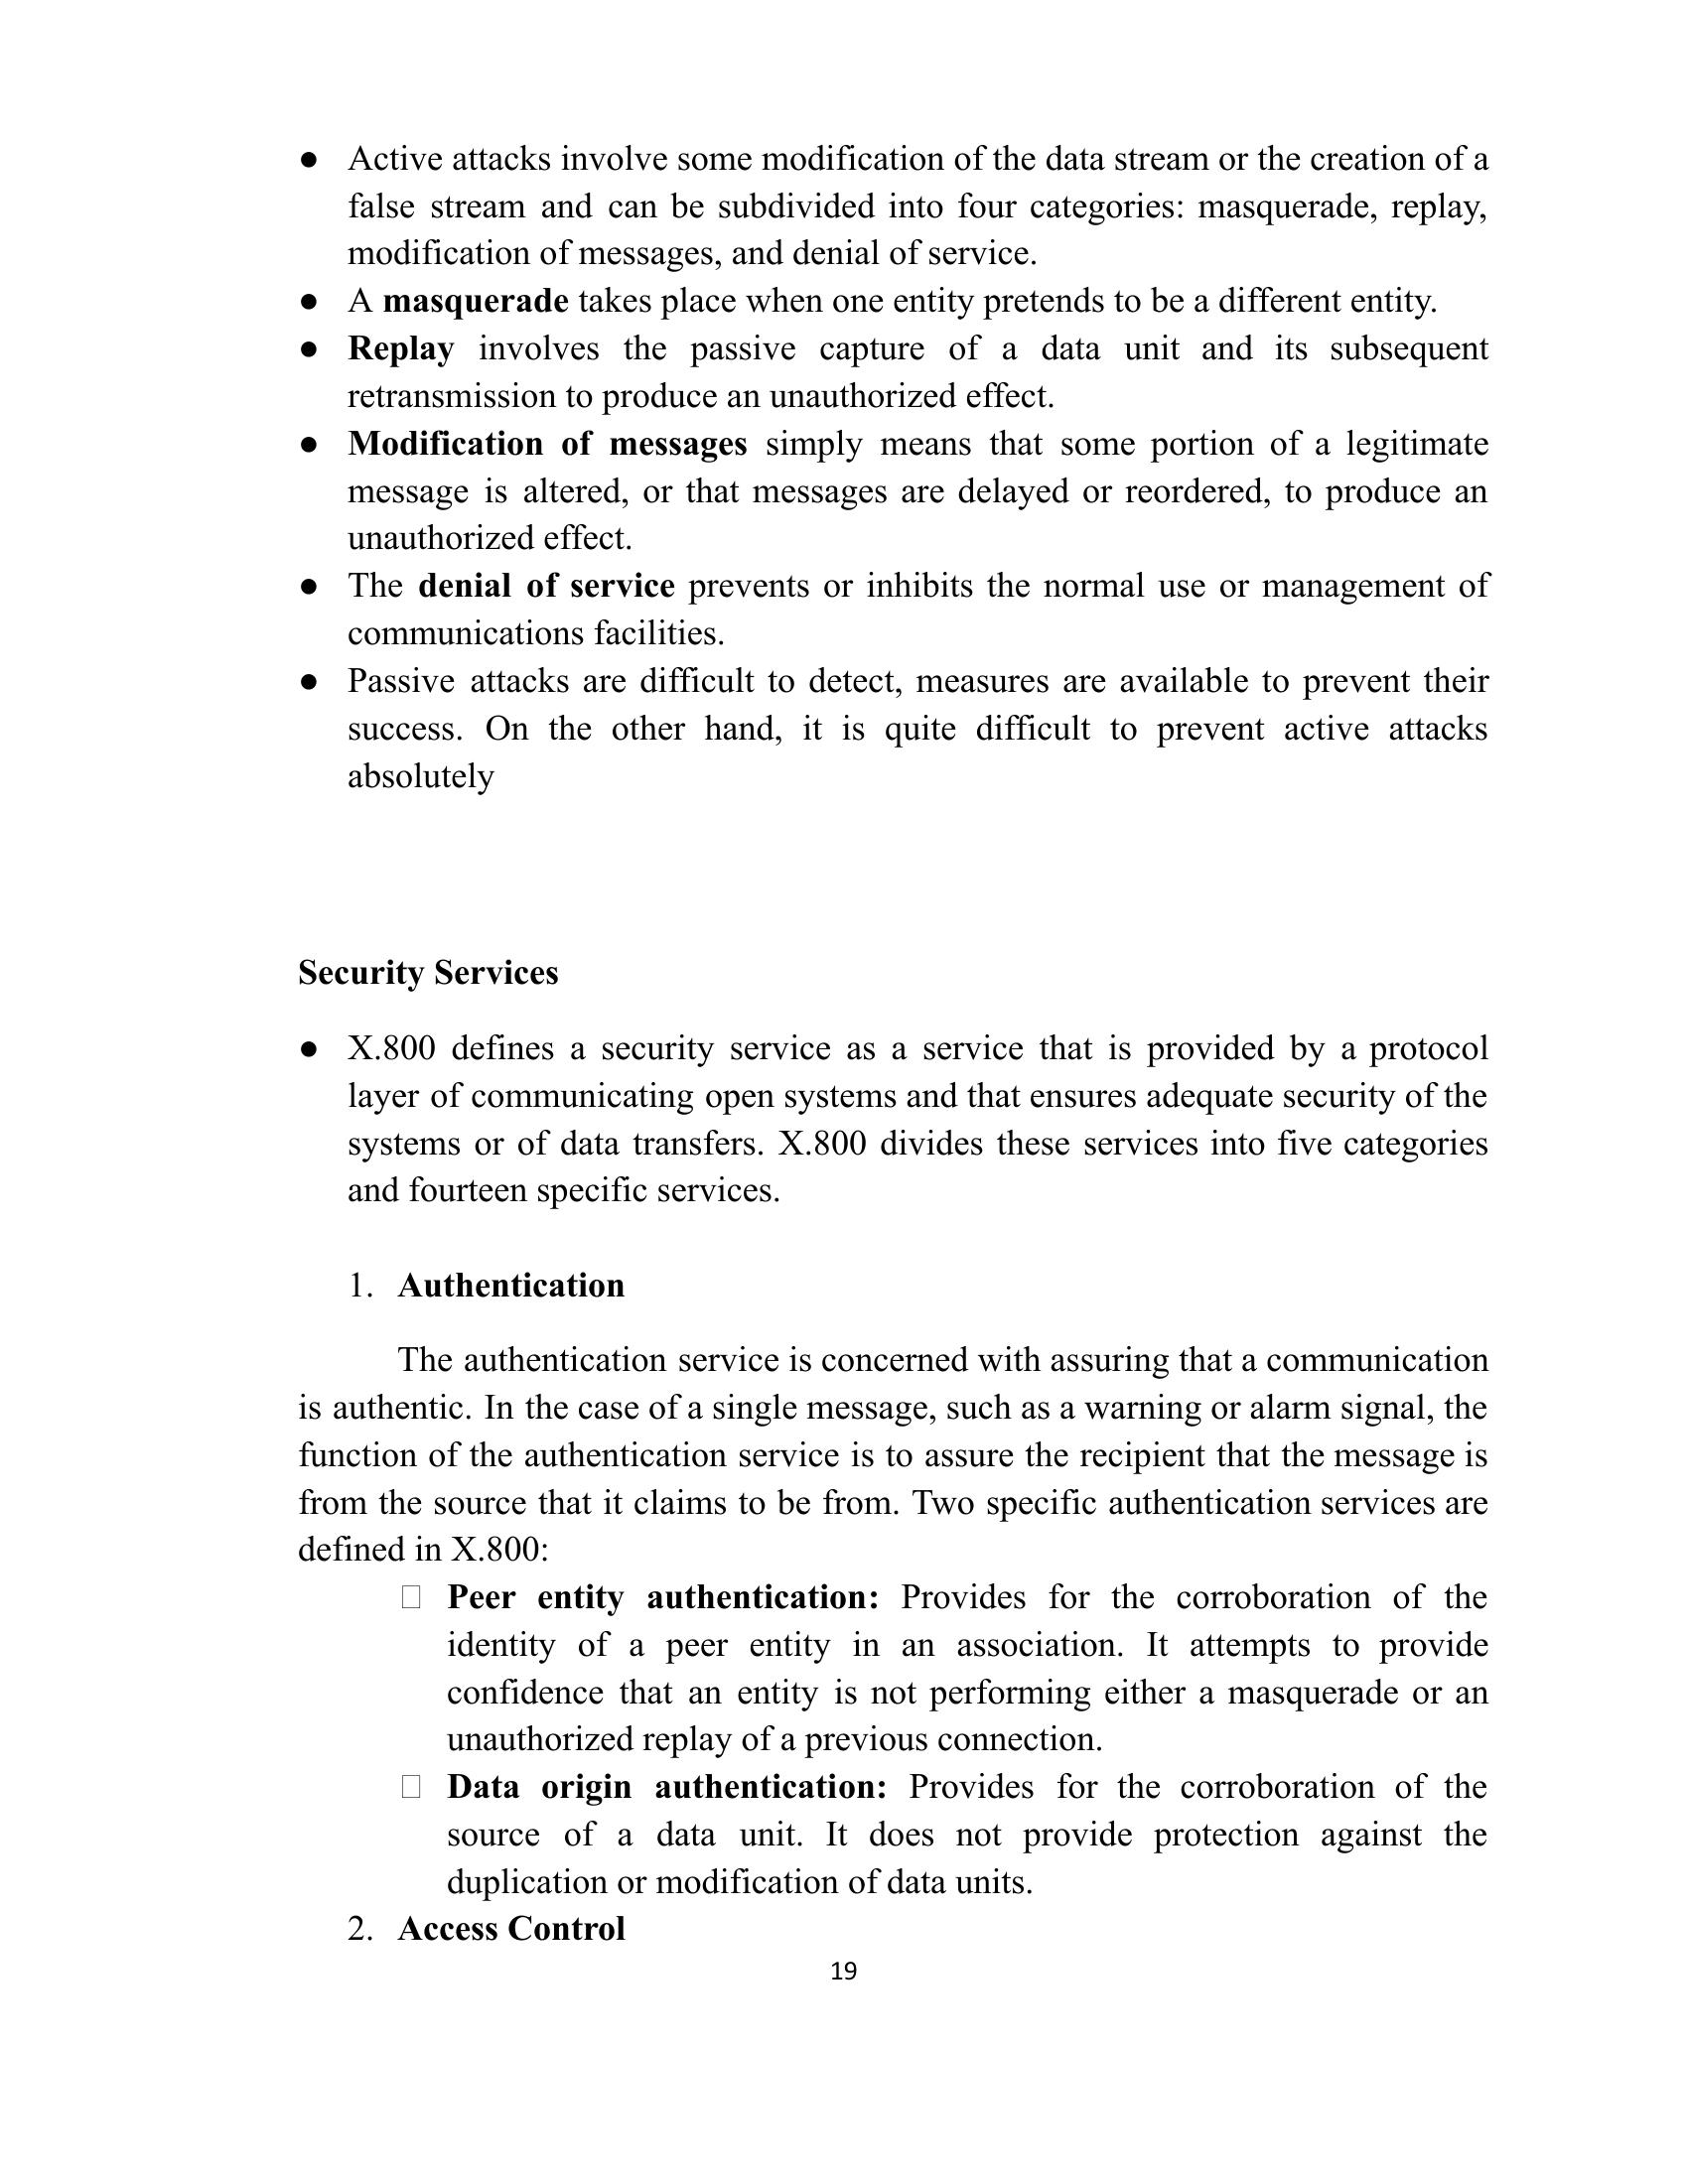 ● Active attacks involve some modification of the data stream or the creation of a
false stream and can be subdivided into four categories: masquerade, replay,
modification of messages, and denial of service.
● A masquerade takes place when one entity pretends to be a different entity.
● Replay involves the passive capture of a data unit and its subsequent
retransmission to produce an unauthorized effect.
● Modification of messages simply means that some portion of a legitimate
message is altered, or that messages are delayed or reordered, to produce an
unauthorized effect.
● The denial of service prevents or inhibits the normal use or management of
communications facilities.
● Passive attacks are difficult to detect, measures are available to prevent their
success. On the other hand, it is quite difficult to prevent active attacks
absolutely
Security Services
● X.800 defines a security service as a service that is provided by a protocol
layer of communicating open systems and that ensures adequate security of the
systems or of data transfers. X.800 divides these services into five categories
and fourteen specific services.
1. Authentication
The authentication service is concerned with assuring that a communication
is authentic. In the case of a single message, such as a warning or alarm signal, the
function of the authentication service is to assure the recipient that the message is
from the source that it claims to be from. Two specific authentication services are
defined in X.800:
□ Peer entity authentication: Provides for the corroboration of the
identity of a peer entity in an association. It attempts to provide
confidence that an entity is not performing either a masquerade or an
unauthorized replay of a previous connection.
□ Data origin authentication: Provides for the corroboration of the
source of a data unit. It does not provide protection against the
duplication or modification of data units.
2. Access Control
19